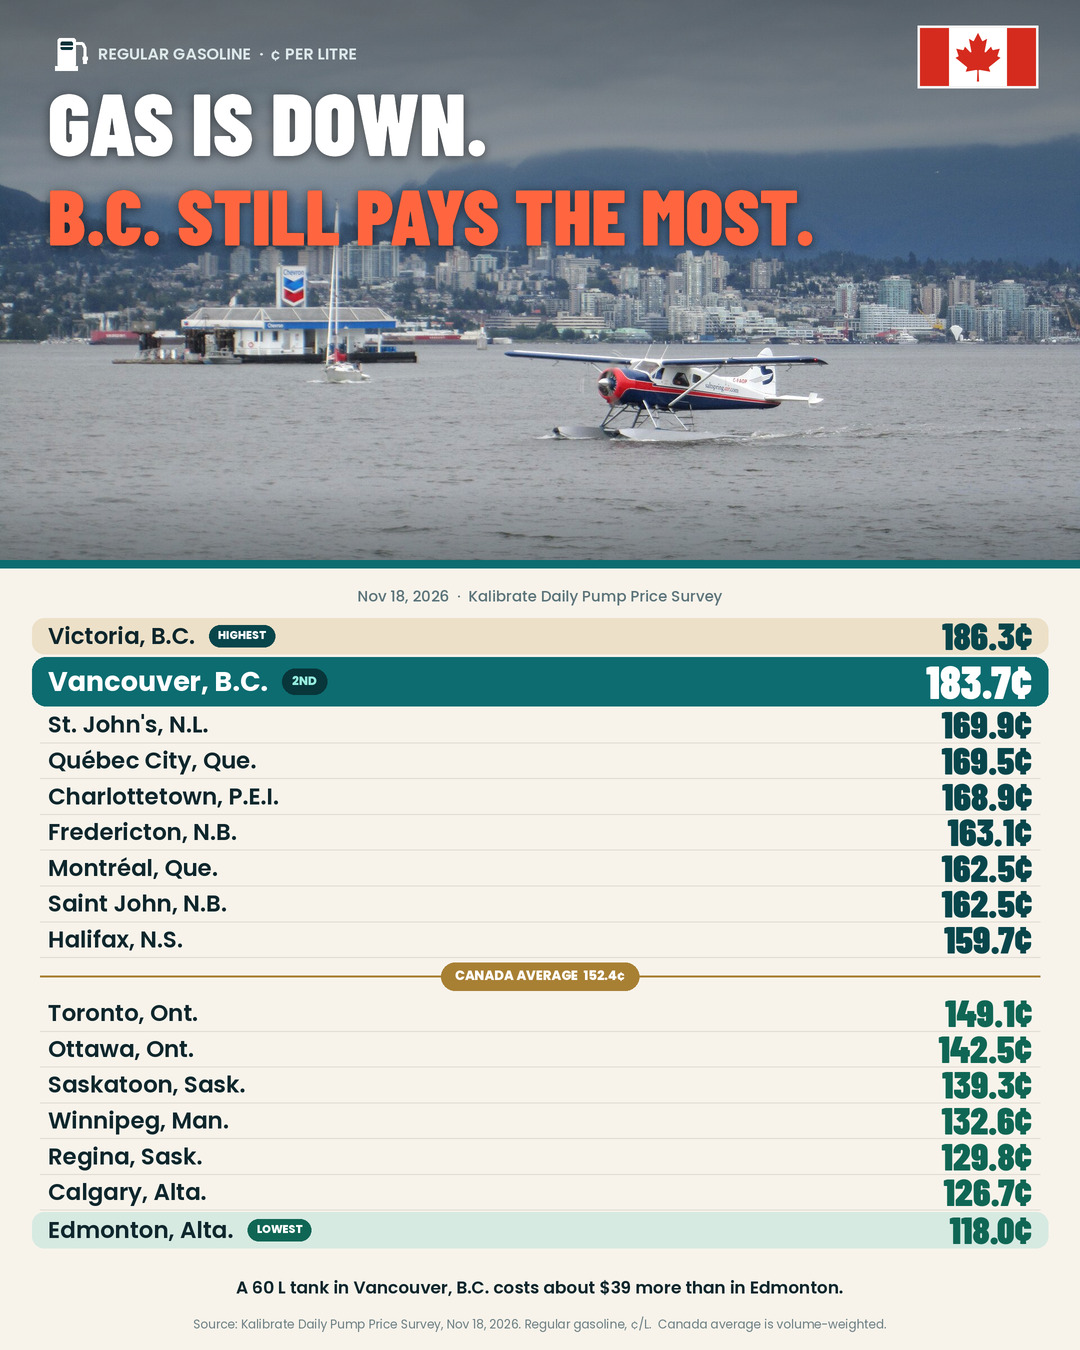 REGULAR GASOLINE · ¢ PER LITRE
GAS IS DOWN.
B.C. STILL PAYS THE MOST.
Chevron
Chevron
saltspringair.com
C-FAOP
Nov 18, 2026 · Kalibrate Daily Pump Price Survey
Victoria, B.C. HIGHEST 186.3¢
Vancouver, B.C. 2ND 183.7¢
St. John's, N.L. 169.9¢
Québec City, Que. 169.5¢
Charlottetown, P.E.I. 168.9¢
Fredericton, N.B. 163.1¢
Montréal, Que. 162.5¢
Saint John, N.B. 162.5¢
Halifax, N.S. 159.7¢
CANADA AVERAGE 152.4¢
Toronto, Ont. 149.1¢
Ottawa, Ont. 142.5¢
Saskatoon, Sask. 139.3¢
Winnipeg, Man. 132.6¢
Regina, Sask. 129.8¢
Calgary, Alta. 126.7¢
Edmonton, Alta. LOWEST 118.0¢
A 60 L tank in Vancouver, B.C. costs about $39 more than in Edmonton.
Source: Kalibrate Daily Pump Price Survey, Nov 18, 2026. Regular gasoline, ¢/L. Canada average is volume-weighted.